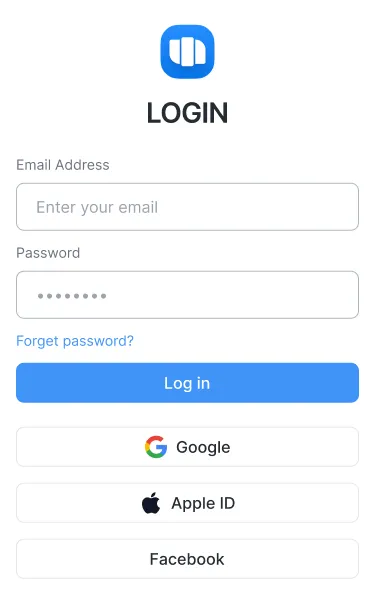 LOGIN
Email Address
Enter your email
Password
Forget password?
Log in
Google
Apple ID
Facebook